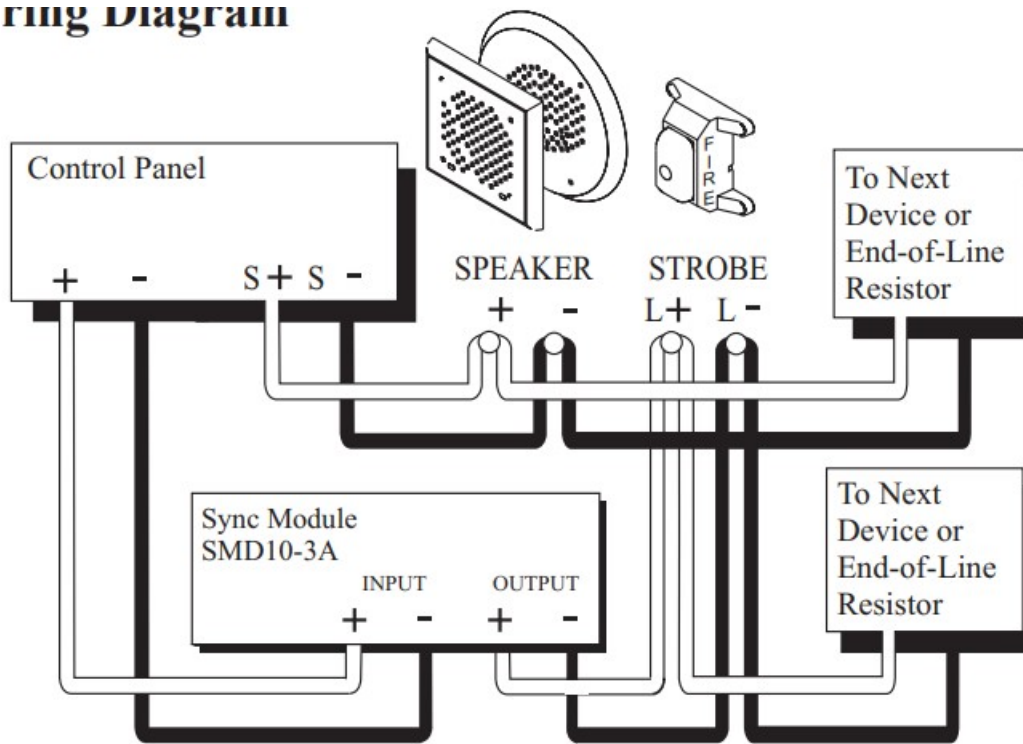 ring Diagram
Control Panel
+ - S+ S -
SPEAKER
+ -
STROBE
L+ L-
FIRE
To Next
Device or
End-of-Line
Resistor
Sync Module
SMD10-3A
INPUT OUTPUT
+ - + -
To Next
Device or
End-of-Line
Resistor